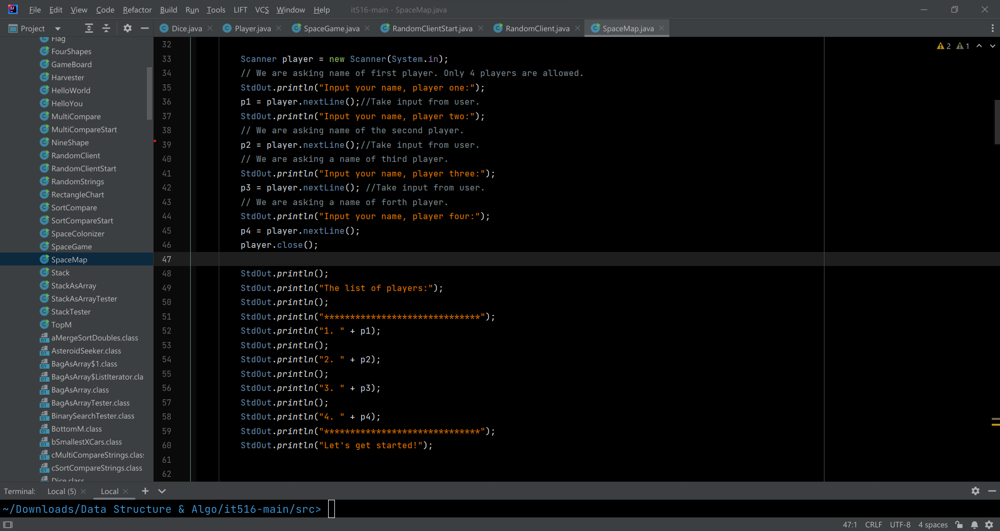 File Edit View Code Refactor Build Run Tools LIFT VCS Window Help it516-main - SpaceMap.java
Project Dice.java Player.java SpaceGame.java RandomClientStart.java RandomClient.java SpaceMap.java
Flag
FourShapes
GameBoard
Harvester
HelloWorld
HelloYou
MultiCompare
MultiCompareStart
NineShape
RandomClient
RandomClientStart
RandomStrings
RectangleChart
SortCompare
SortCompareStart
SpaceColonizer
SpaceGame
SpaceMap
Stack
StackAsArray
StackAsArrayTester
StackTester
TopM
aMergeSortDoubles.class
AsteroidSeeker.class
BagAsArray$1.class
BagAsArray$ListIterator.cla
BagAsArray.class
BagAsArrayTester.class
BinarySearchTester.class
BottomM.class
bSmallestXCars.class
cMultiCompareStrings.clas
cSortCompareStrings.class
Dice.class
2 1
32
33 Scanner player = new Scanner(System.in);
34 // We are asking name of first player. Only 4 players are allowed.
35 StdOut.println("Input your name, player one:");
36 p1 = player.nextLine();//Take input from user.
37 StdOut.println("Input your name, player two:");
38 // We are asking name of the second player.
39 p2 = player.nextLine();//Take input from user.
40 // We are asking a name of third player.
41 StdOut.println("Input your name, player three:");
42 p3 = player.nextLine(); //Take input from user.
43 // We are asking a name of forth player.
44 StdOut.println("Input your name, player four:");
45 p4 = player.nextLine();
46 player.close();
47
48 StdOut.println();
49 StdOut.println("The list of players:");
50 StdOut.println();
51 StdOut.println("******************************");
52 StdOut.println("1. " + p1);
53 StdOut.println();
54 StdOut.println("2. " + p2);
55 StdOut.println();
56 StdOut.println("3. " + p3);
57 StdOut.println();
58 StdOut.println("4. " + p4);
59 StdOut.println("******************************");
60 StdOut.println("Let's get started!");
61
62
Terminal: Local (5) Local
~/Downloads/Data Structure & Algo/it516-main/src>
47:1 CRLF UTF-8 4 spaces